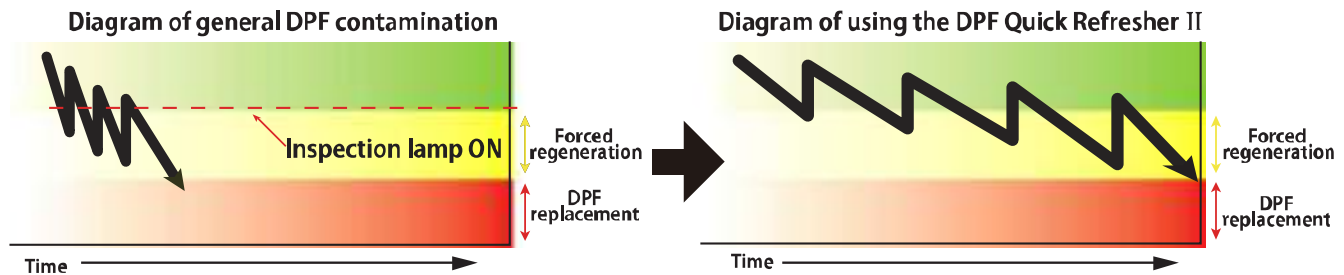 Diagram of general DPF contamination
Inspection lamp ON
Forced
regeneration
DPF
replacement
Time
Diagram of using the DPF Quick Refresher II
Forced
regeneration
DPF
replacement
Time